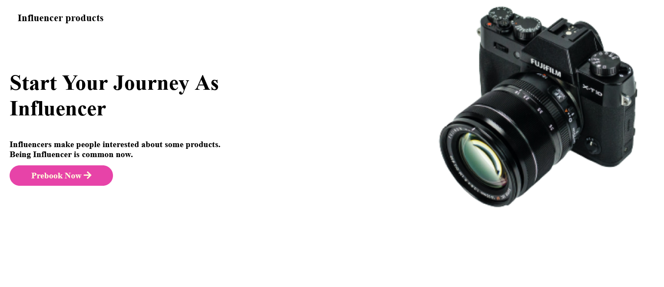 Influencer products
Start Your Journey As
Influencer
Influencers make people interested about some products.
Being Influencer is common now.
Prebook Now
FUJIFILM
X-T10